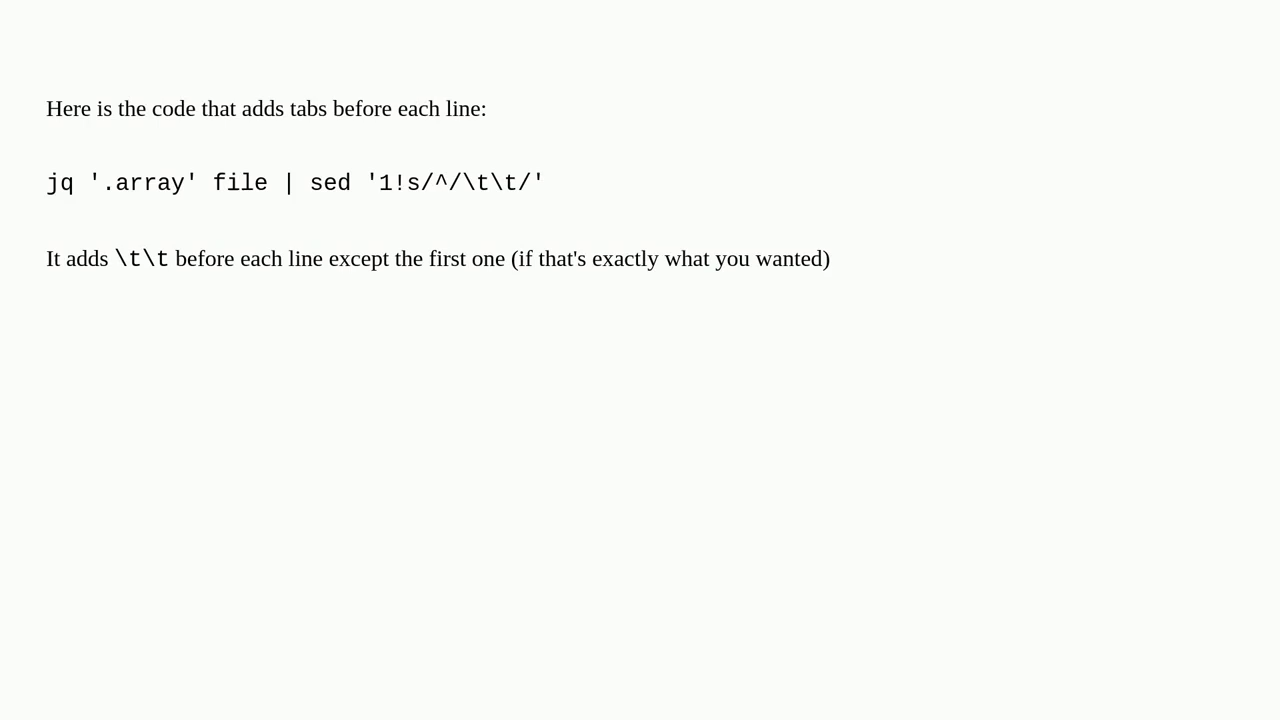 Here is the code that adds tabs before each line:
jq '.array' file | sed '1!s/^/\t\t/'
It adds \t\t before each line except the first one (if that's exactly what you wanted)